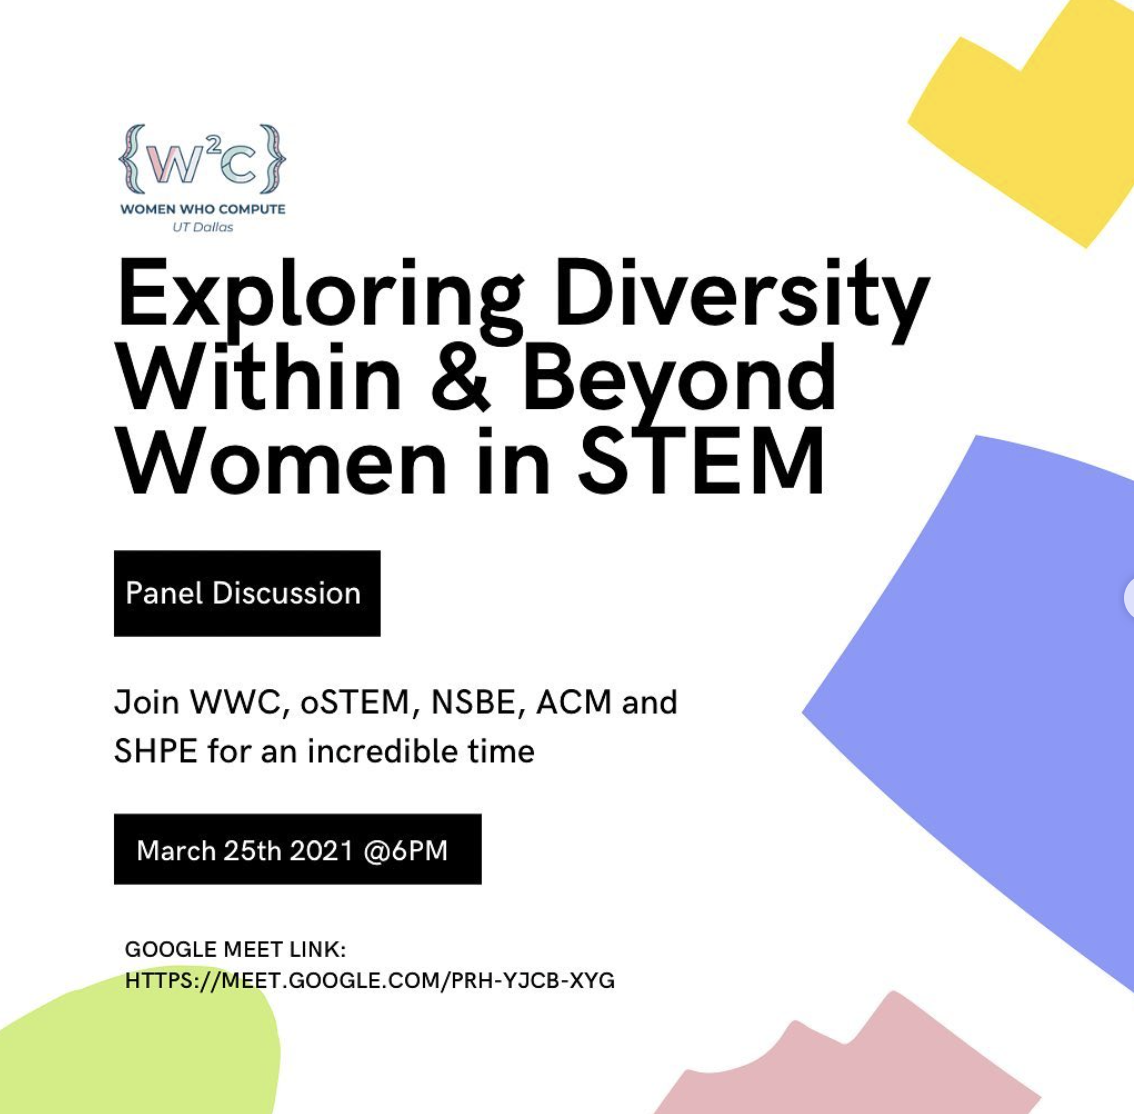 {W²C}
WOMEN WHO COMPUTE
UT Dallas
Exploring Diversity
Within & Beyond
Women in STEM
Panel Discussion
Join WWC, oSTEM, NSBE, ACM and
SHPE for an incredible time
March 25th 2021 @6PM
GOOGLE MEET LINK:
HTTPS://MEET.GOOGLE.COM/PRH-YJCB-XYG